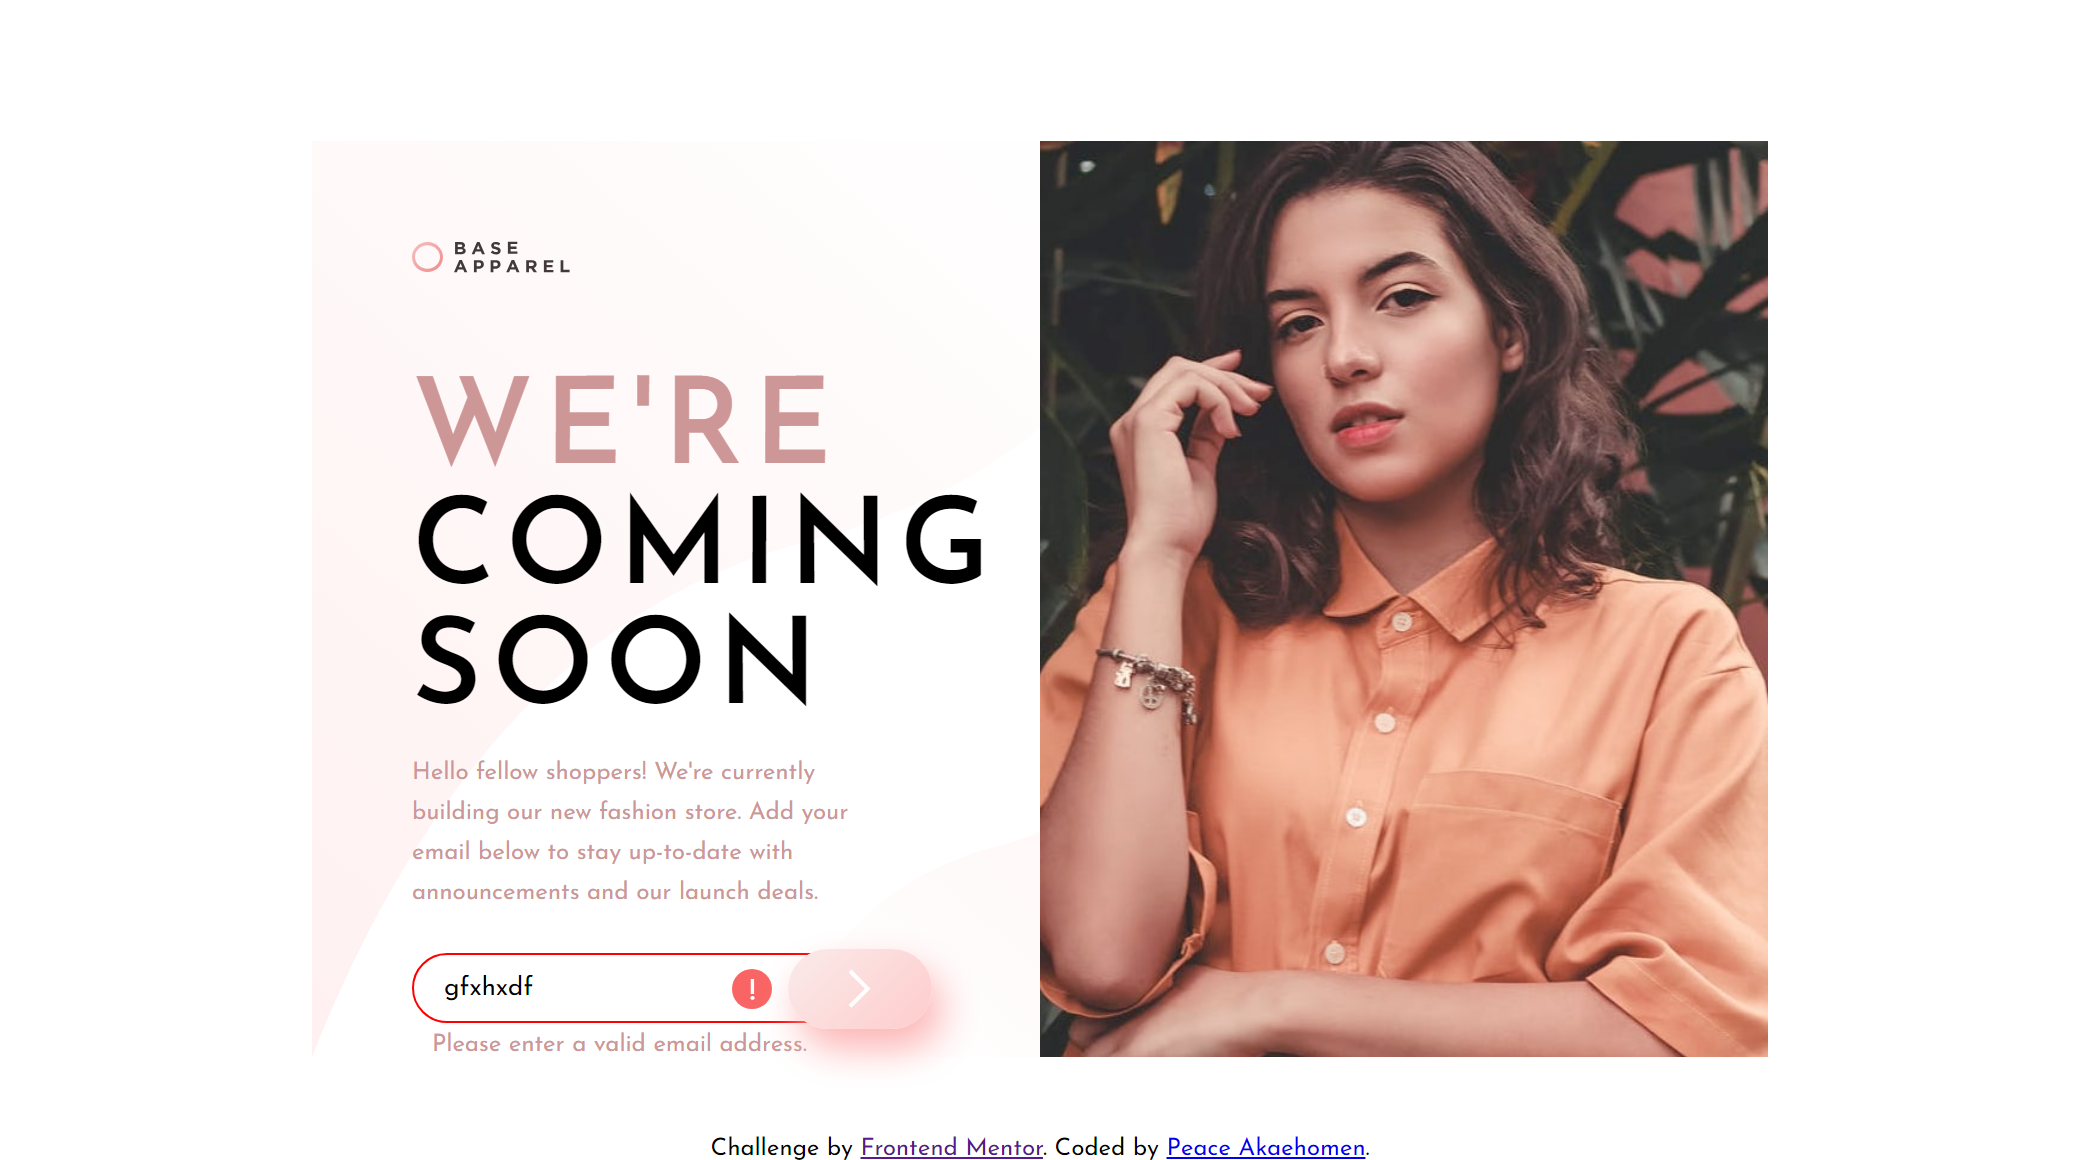 BASE
APPAREL
WE'RE
COMING
SOON
Hello fellow shoppers! We're currently
building our new fashion store. Add your
email below to stay up-to-date with
announcements and our launch deals.
gfxhxdf
!
Please enter a valid email address.
Challenge by Frontend Mentor. Coded by Peace Akaehomen.